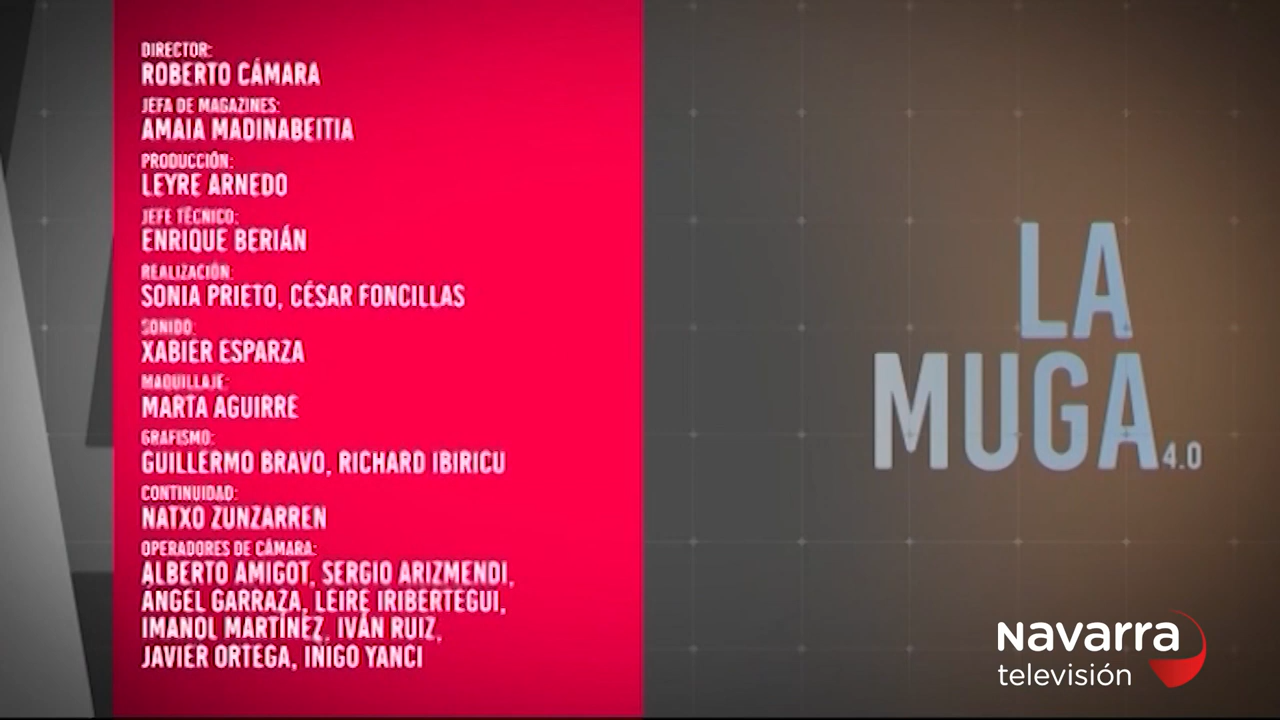 DIRECTOR:
ROBERTO CÁMARA
JEFA DE MAGAZINES:
AMAIA MADINABEITIA
PRODUCCIÓN:
LEYRE ARNEDO
JEFE TÉCNICO:
ENRIQUE BERIÁN
REALIZACIÓN:
SONIA PRIETO, CÉSAR FONCILLAS
SONIDO:
XABIER ESPARZA
MAQUILLAJE:
MARTA AGUIRRE
GRAFISMO:
GUILLERMO BRAVO, RICHARD IBIRICU
CONTINUIDAD:
NATXO ZUNZARREN
OPERADORES DE CÁMARA:
ALBERTO AMIGOT, SERGIO ARIZMENDI,
ÁNGEL GARRAZA, LEIRE IRIBERTEGUI,
IMANOL MARTÍNEZ, IVÁN RUIZ,
JAVIER ORTEGA, IÑIGO YANCI
LA
MUGA 4.0
Navarra
televisión